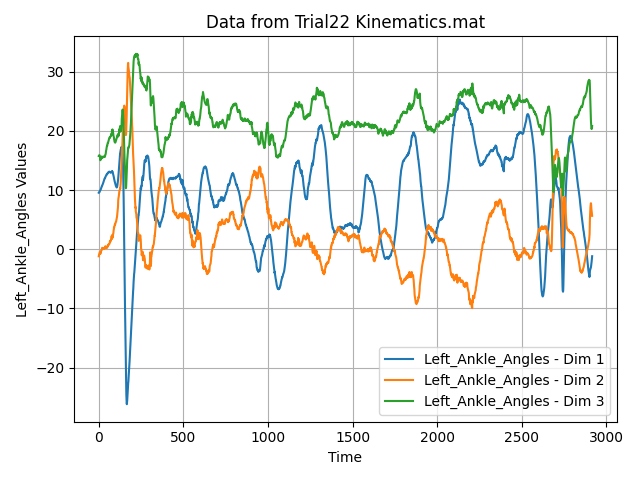 Data from Trial22 Kinematics.mat
Left_Ankle_Angles Values
30
20
10
0
−10
−20
0
500
1000
1500
2000
2500
3000
Time
Left_Ankle_Angles - Dim 1
Left_Ankle_Angles - Dim 2
Left_Ankle_Angles - Dim 3